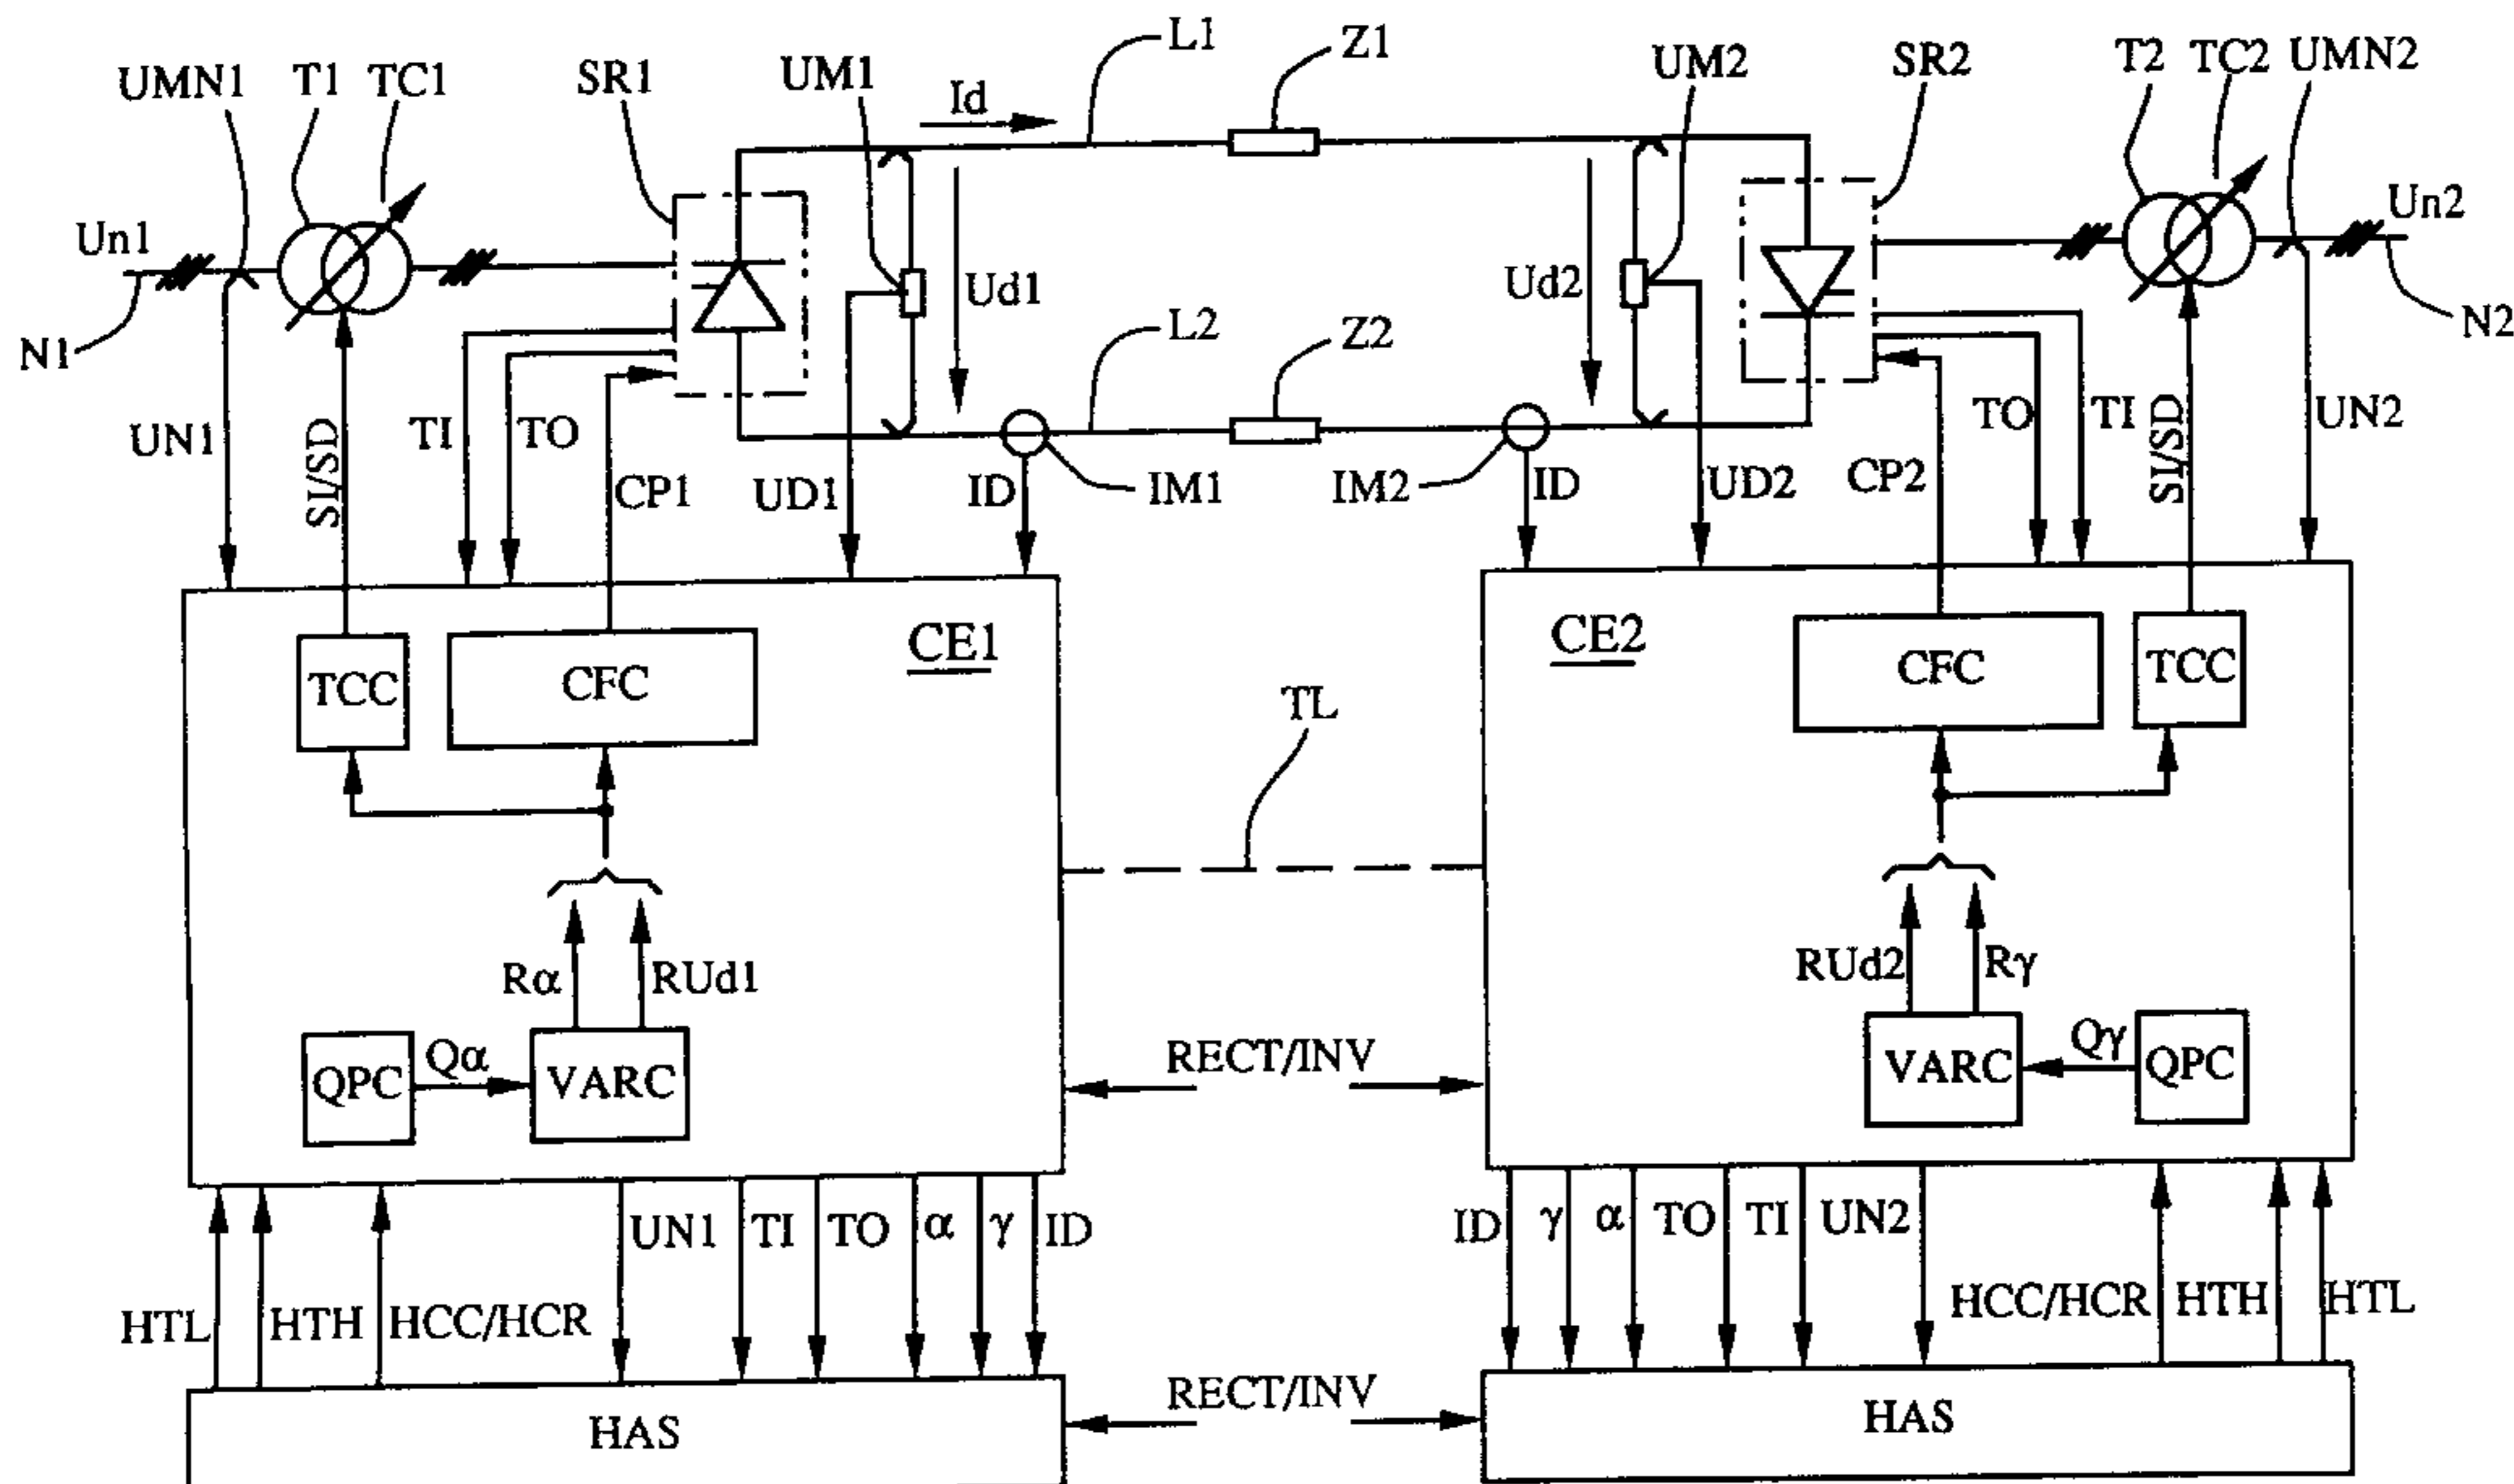 L1
Z1
UMN1
T1
TC1
SR1
UM1
Id
UM2
SR2
T2
TC2
UMN2
Un1
Ud1
Ud2
Un2
N1
L2
Z2
N2
UN1
SI/SD
TI
TO
CP1
UD1
ID
IM1
IM2
ID
UD2
CP2
TO
TI
SI/SD
UN2
CE1
CE2
TCC
CFC
CFC
TCC
TL
Rα
RUd1
RUd2
Rγ
QPC
Qα
VARC
RECT/INV
VARC
Qγ
QPC
UN1
TI
TO
α
γ
ID
ID
γ
α
TO
TI
UN2
HTL
HTH
HCC/HCR
HCC/HCR
HTH
HTL
RECT/INV
HAS
HAS